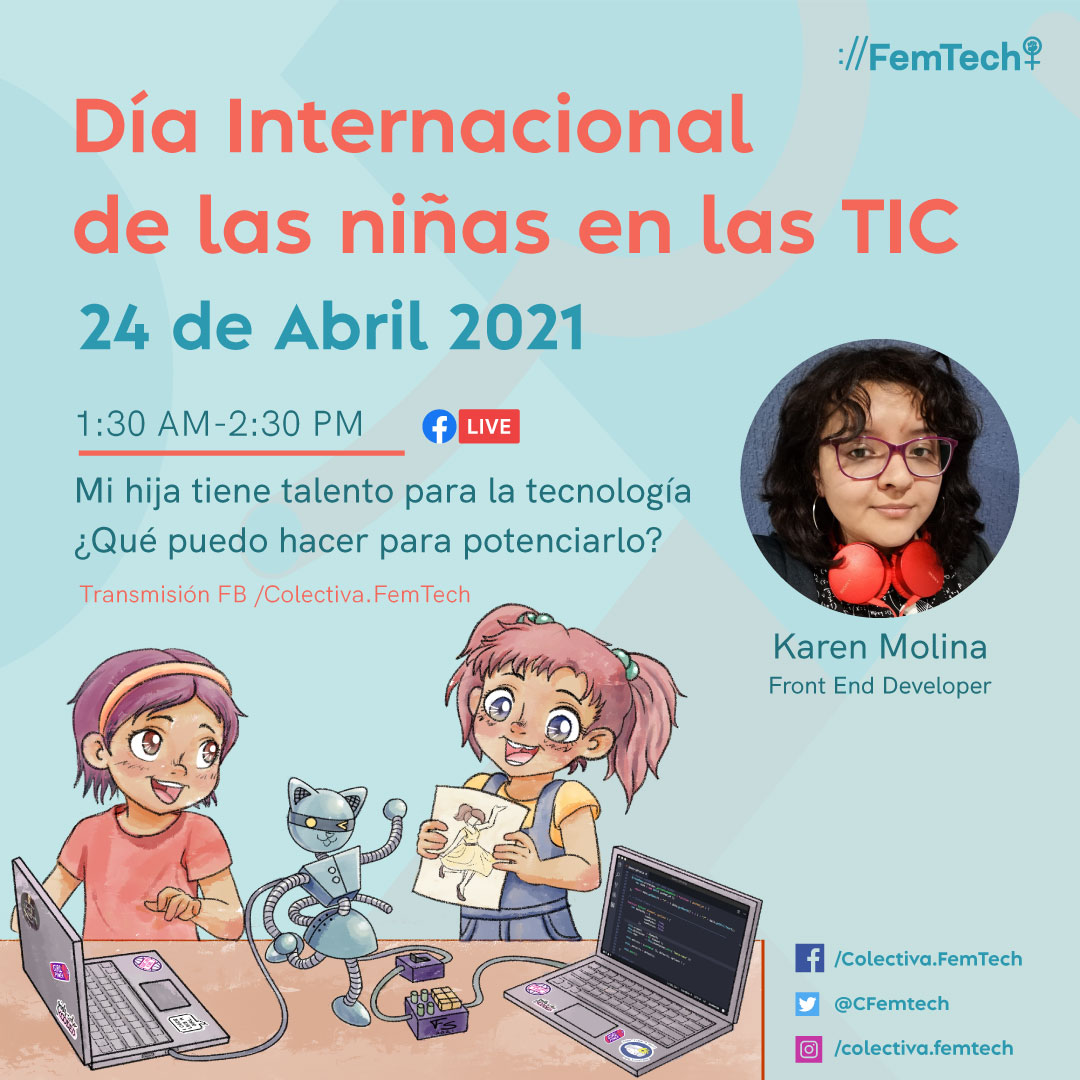 ://FemTech
Día Internacional
de las niñas en las TIC
24 de Abril 2021
1:30 AM-2:30 PM
LIVE
Mi hija tiene talento para la tecnología
¿Qué puedo hacer para potenciarlo?
Transmisión FB /Colectiva.FemTech
Karen Molina
Front End Developer
FS
/Colectiva.FemTech
@CFemtech
/colectiva.femtech